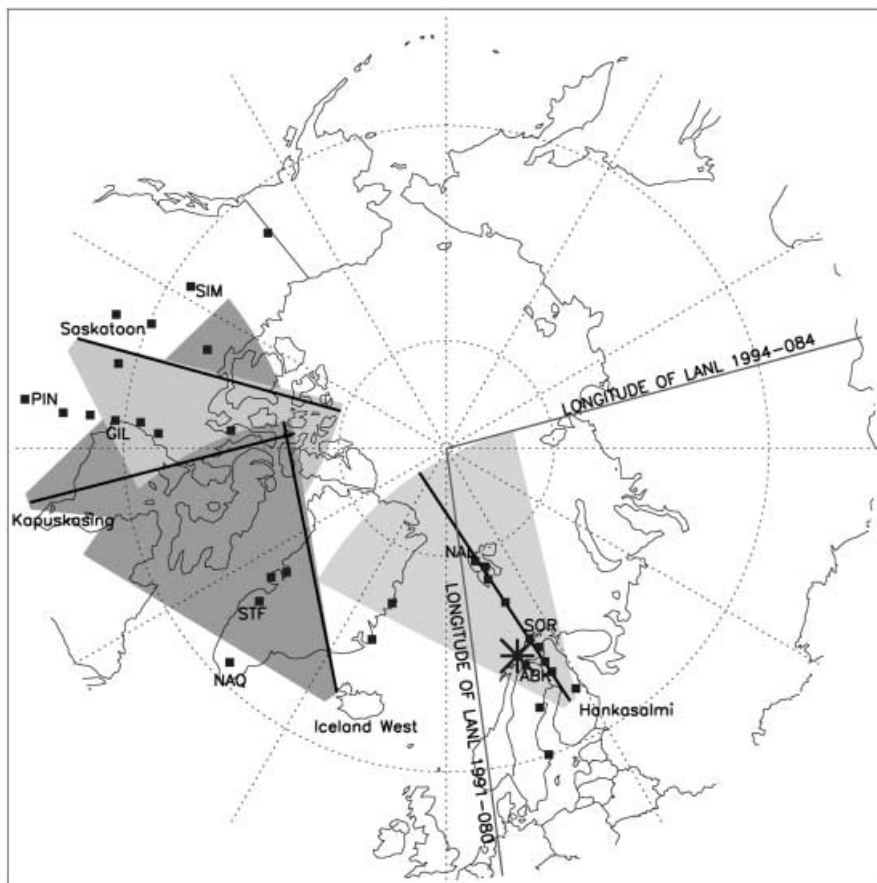 SIM
Saskatoon
LONGITUDE OF LANL 1994-084
PIN
GIL
Kapuskasing
NAL
STF
SOR
LONGITUDE OF LANL 1991-080
NAQ
ABK
Hankasalmi
Iceland West